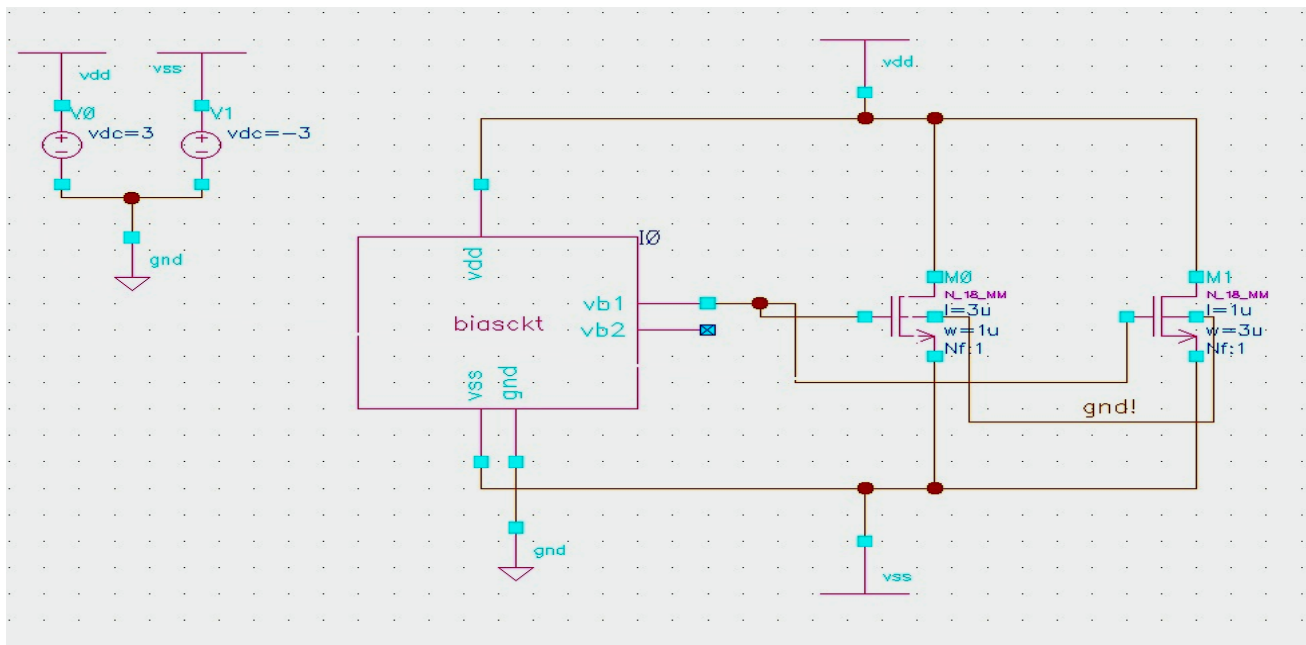 vdd
vss
V0
vdc=3
V1
vdc=-3
gnd
vdd
I0
vdd
vb1
vb2
biasckt
vss
gnd
M0
N_18_MM
l=3u
w=1u
Nf:1
M1
N_18_MM
l=1u
w=3u
Nf:1
gnd!
gnd
vss